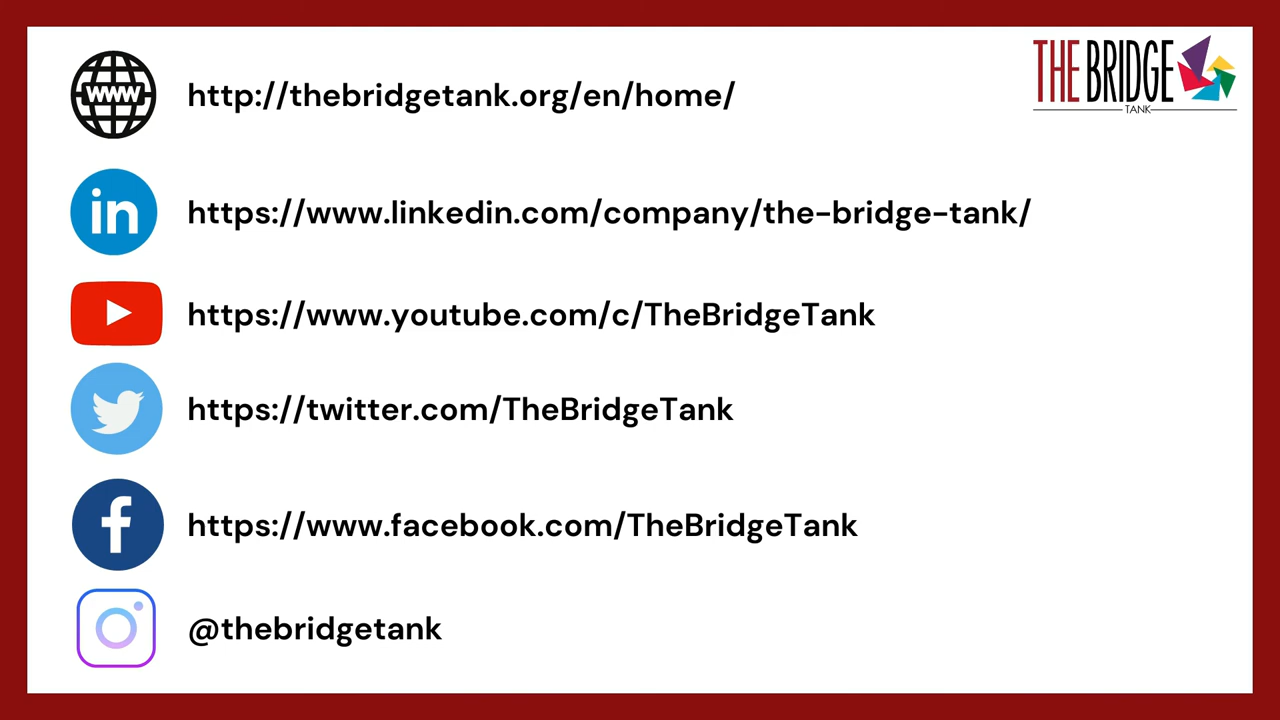 www
http://thebridgetank.org/en/home/
THE BRIDGE
TANK
in
https://www.linkedin.com/company/the-bridge-tank/
https://www.youtube.com/c/TheBridgeTank
https://twitter.com/TheBridgeTank
f
https://www.facebook.com/TheBridgeTank
@thebridgetank